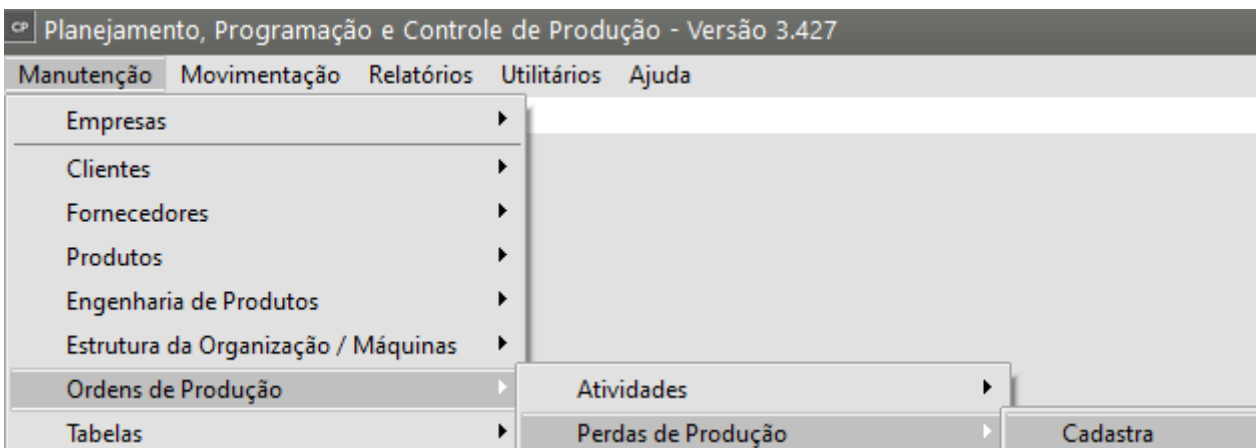 CP Planejamento, Programação e Controle de Produção - Versão 3.427
Manutenção Movimentação Relatórios Utilitários Ajuda
Empresas
Clientes
Fornecedores
Produtos
Engenharia de Produtos
Estrutura da Organização / Máquinas
Ordens de Produção Atividades
Tabelas Perdas de Produção Cadastra